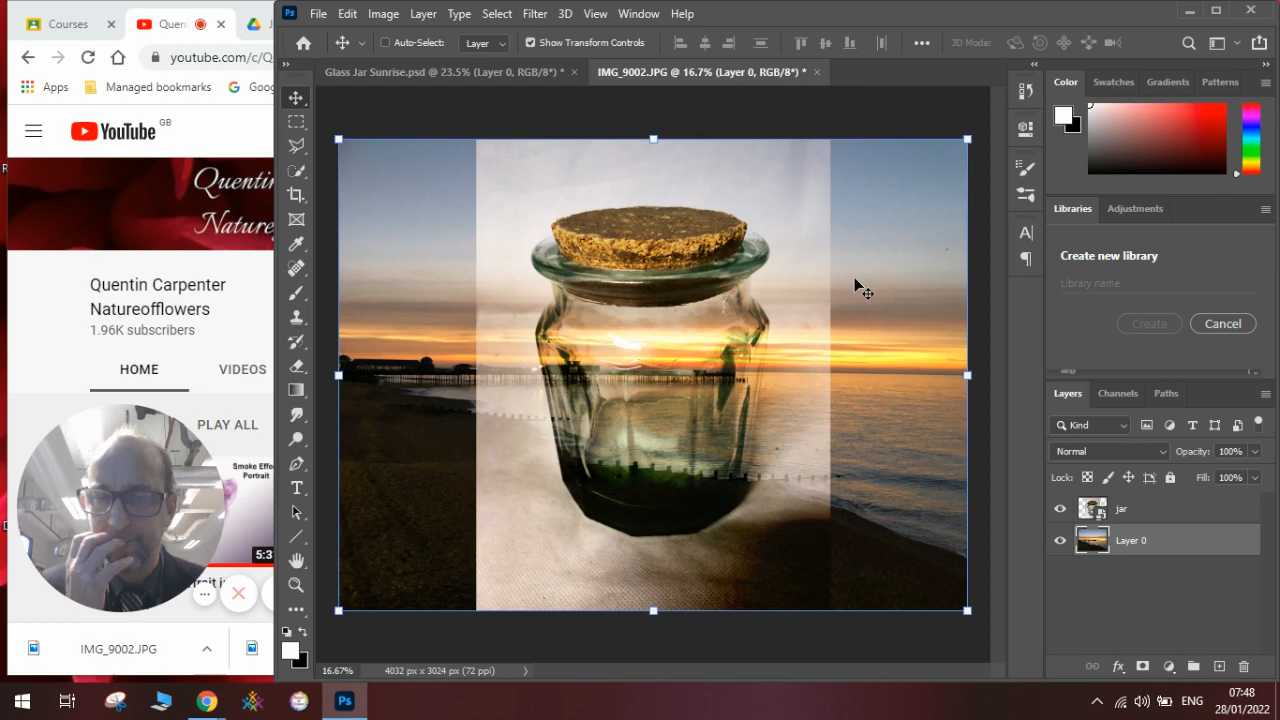 Courses
Quen
youtube.com/c/Q
Apps
Managed bookmarks
Goog
YouTube GB
Quentin
Nature
Quentin Carpenter
Natureofflowers
1.96K subscribers
HOME
VIDEOS
PLAY ALL
Smoke Effe
Portrait
5:3
IMG_9002.JPG
Ps
File Edit Image Layer Type Select Filter 3D View Window Help
Auto-Select:
Layer
Show Transform Controls
3D Mode:
Glass Jar Sunrise.psd @ 23.5% (Layer 0, RGB/8*) *
IMG_9002.JPG @ 16.7% (Layer 0, RGB/8*) *
Color Swatches Gradients Patterns
Libraries Adjustments
Create new library
Library name
Create Cancel
Layers Channels Paths
Kind
Normal
Opacity: 100%
Lock:
Fill: 100%
jar
Layer 0
fx
16.67%
4032 px x 3024 px (72 ppi)
Ps
ENG
07:48
28/01/2022